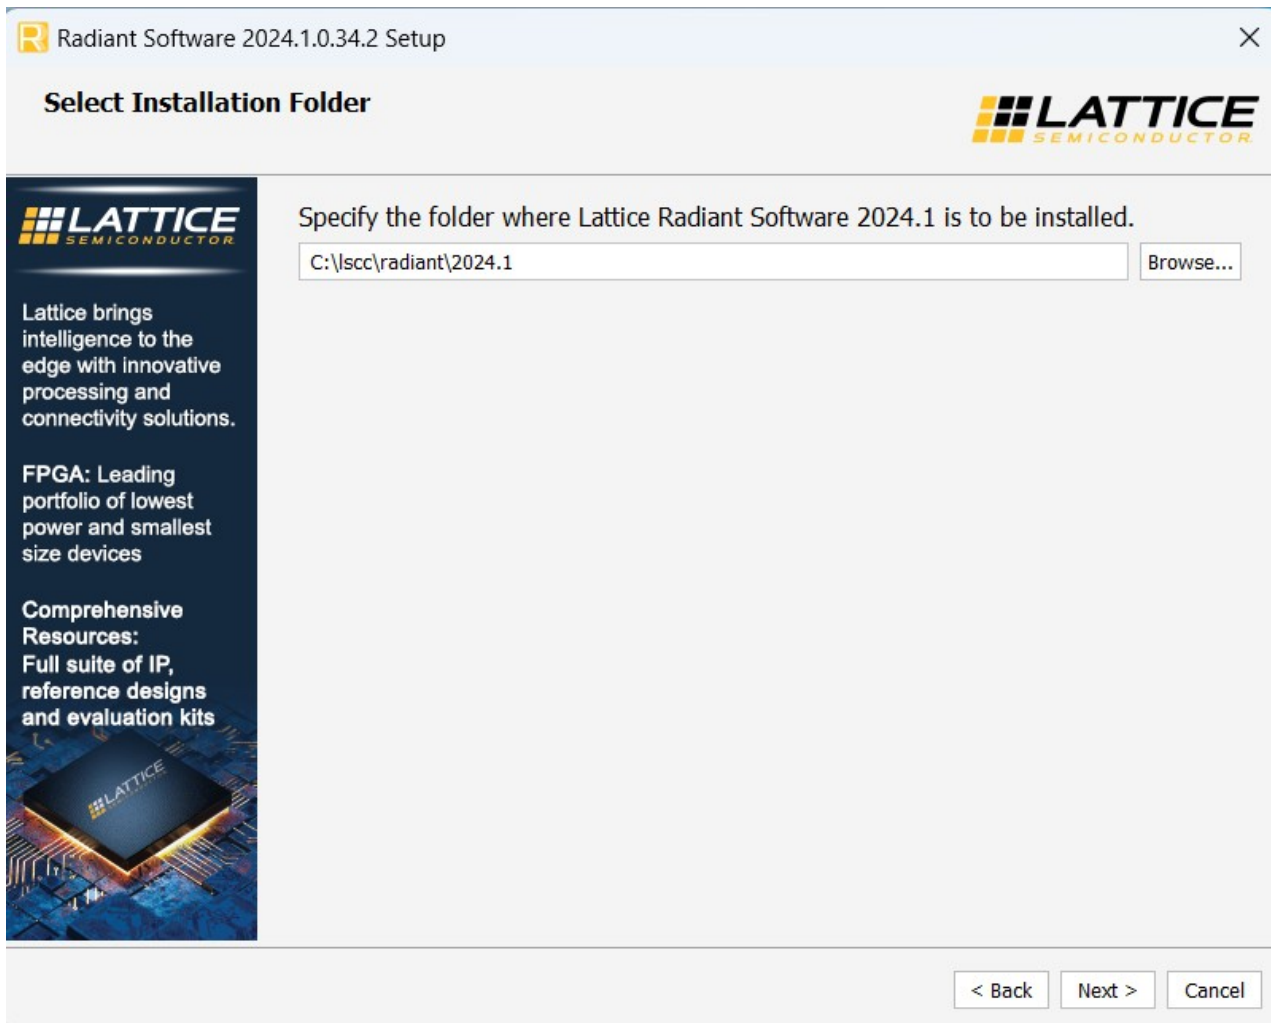 Radiant Software 2024.1.0.34.2 Setup
Select Installation Folder
LATTICE
SEMICONDUCTOR
LATTICE
SEMICONDUCTOR
Lattice brings
intelligence to the
edge with innovative
processing and
connectivity solutions.
FPGA: Leading
portfolio of lowest
power and smallest
size devices
Comprehensive
Resources:
Full suite of IP,
reference designs
and evaluation kits
LATTICE
Specify the folder where Lattice Radiant Software 2024.1 is to be installed.
C:\lscc\radiant\2024.1
Browse...
< Back
Next >
Cancel